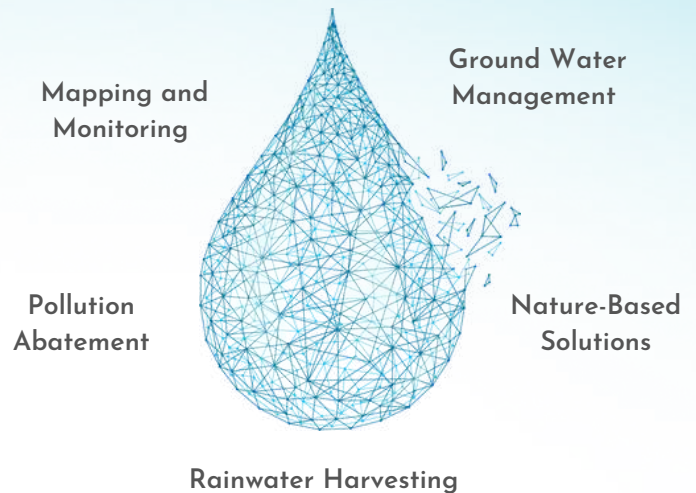 Mapping and
Monitoring
Ground Water
Management
Pollution
Abatement
Nature-Based
Solutions
Rainwater Harvesting